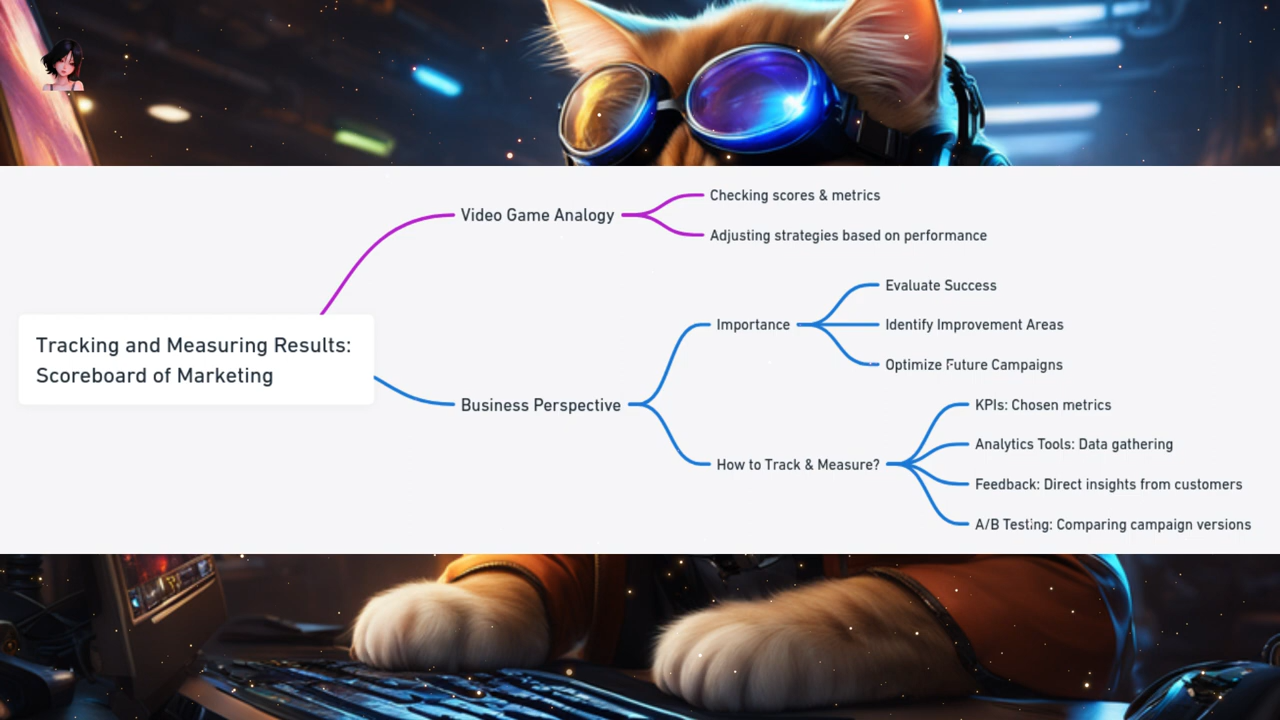 Video Game Analogy
Checking scores & metrics
Adjusting strategies based on performance
Tracking and Measuring Results:
Scoreboard of Marketing
Business Perspective
Importance
Evaluate Success
Identify Improvement Areas
Optimize Future Campaigns
How to Track & Measure?
KPIs: Chosen metrics
Analytics Tools: Data gathering
Feedback: Direct insights from customers
A/B Testing: Comparing campaign versions